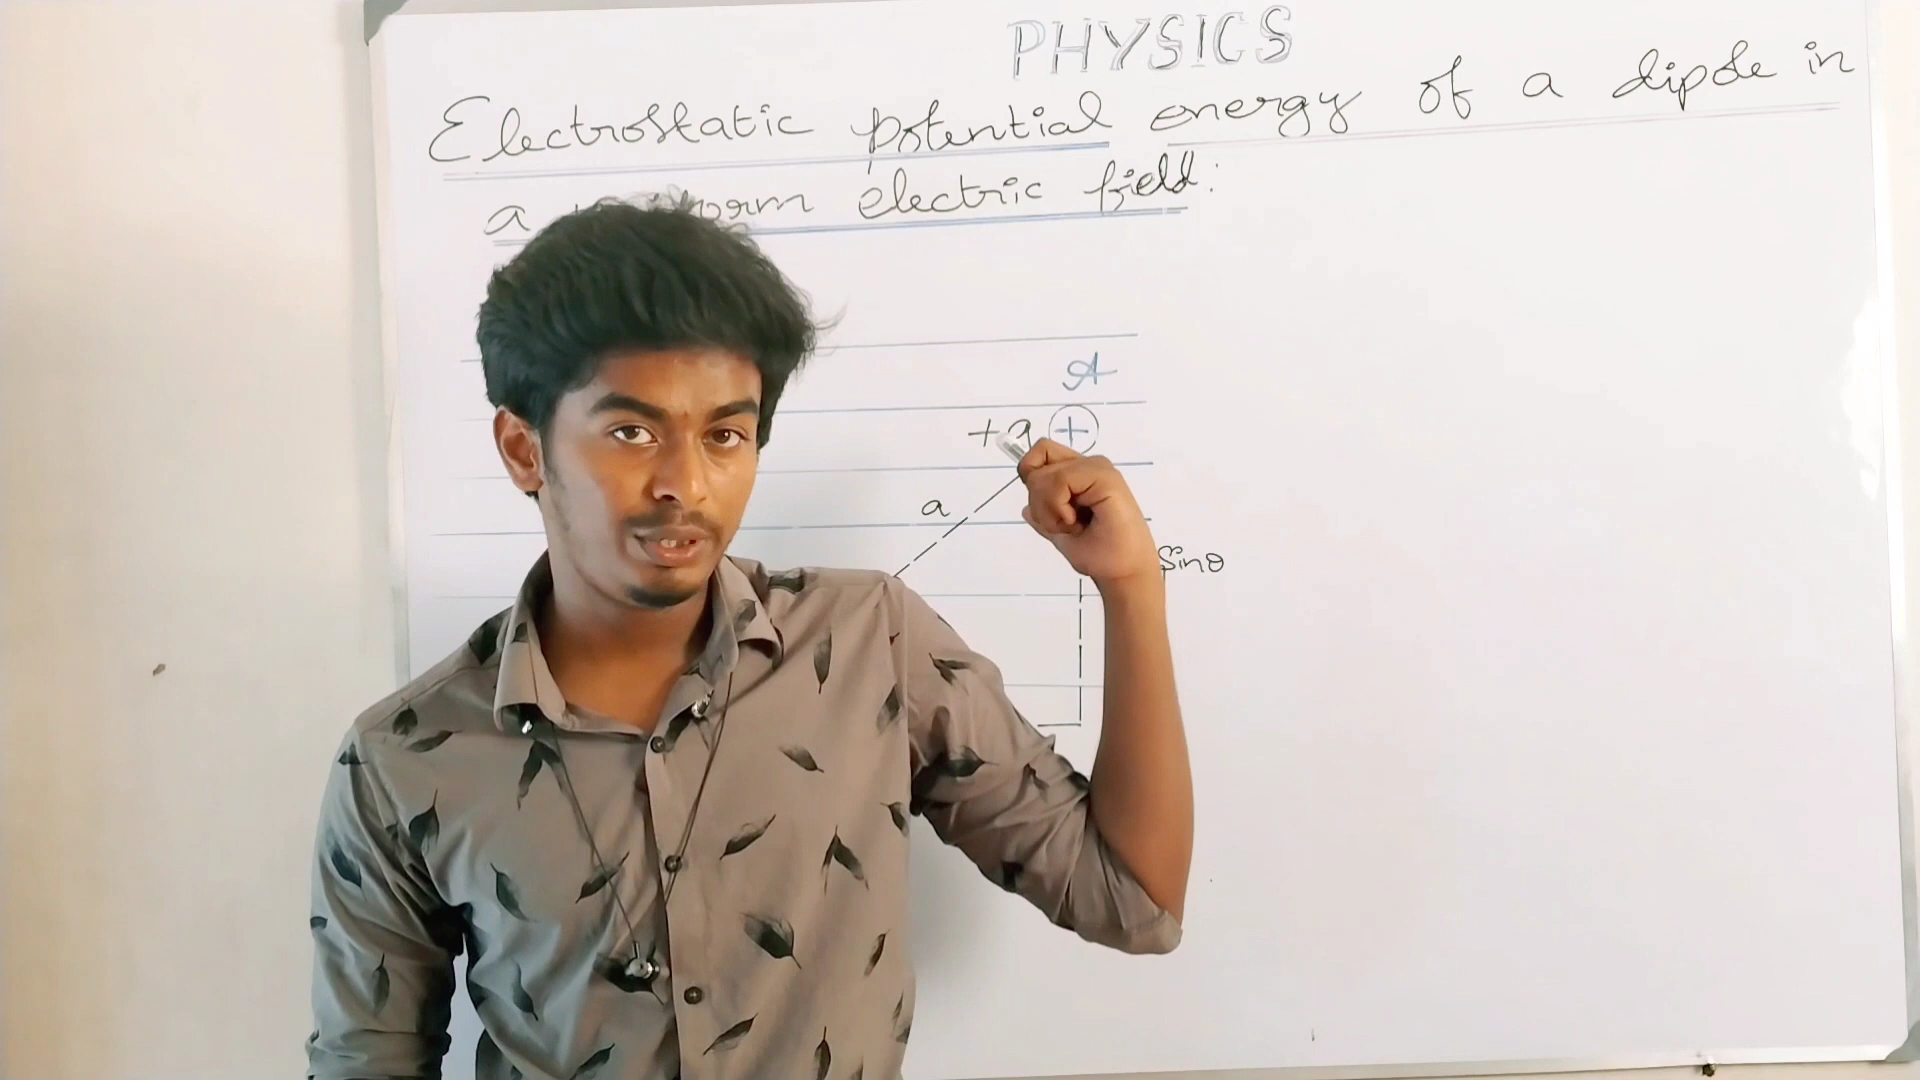 PHYSICS
Electrostatic potential energy of a dipole in
a electric field:
A
+q +
a
sinθ